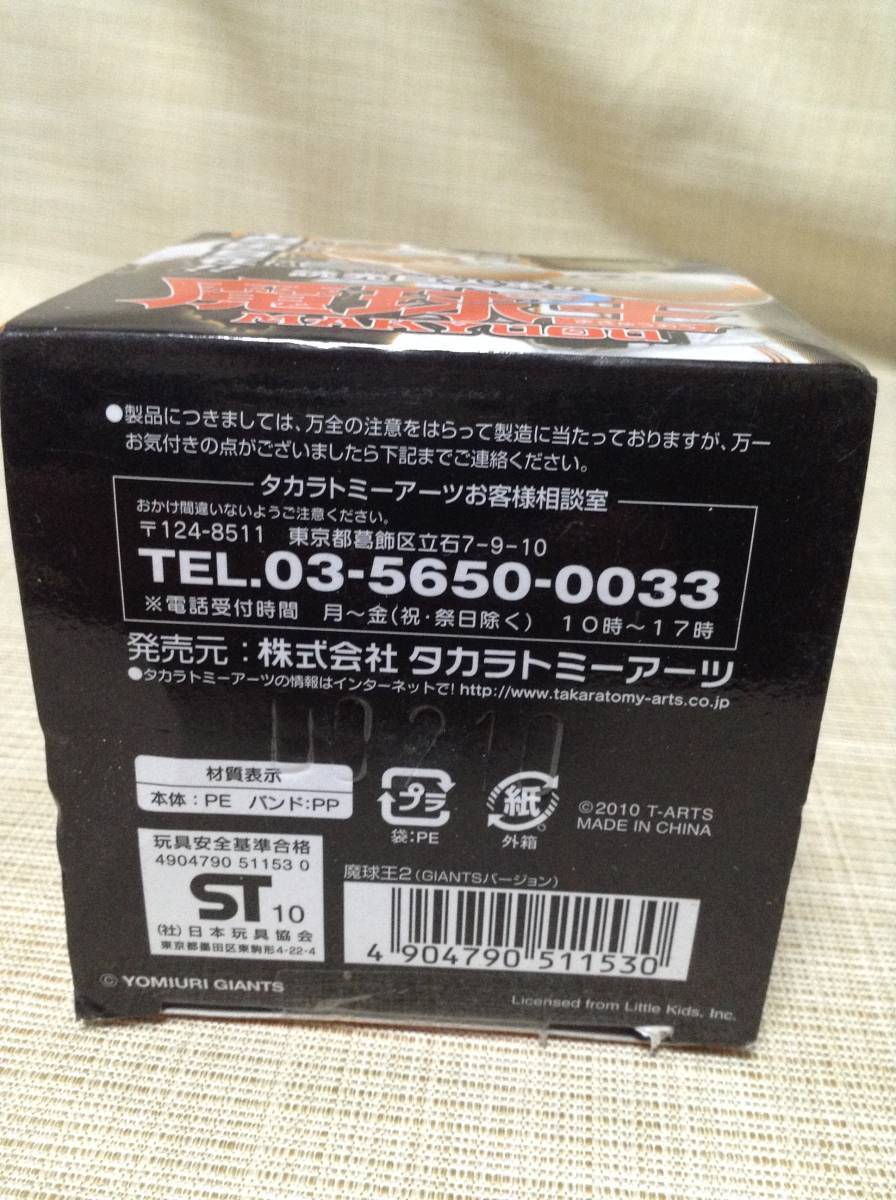 魔球王
MAKYUOH
●製品につきましては、万全の注意をはらって製造に当たっておりますが、万一
お気付きの点がございましたら下記までご連絡ください。
タカラトミーアーツお客様相談室
おかけ間違いないようご注意ください。
〒124-8511 東京都葛飾区立石7-9-10
TEL.03-5650-0033
※電話受付時間 月～金(祝・祭日除く) 10時～17時
発売元：株式会社 タカラトミーアーツ
●タカラトミーアーツの情報はインターネットで! http://www.takaratomy-arts.co.jp
09210
材質表示
本体：PE バンド：PP
プラ
袋：PE
紙
外箱
©2010 T-ARTS
MADE IN CHINA
玩具安全基準合格
4904790 51153 0
ST 10
(社)日本玩具協会
東京都墨田区東駒形4-22-4
魔球王2(GIANTSバージョン)
4 904790 511530
© YOMIURI GIANTS
Licensed from Little Kids, Inc.